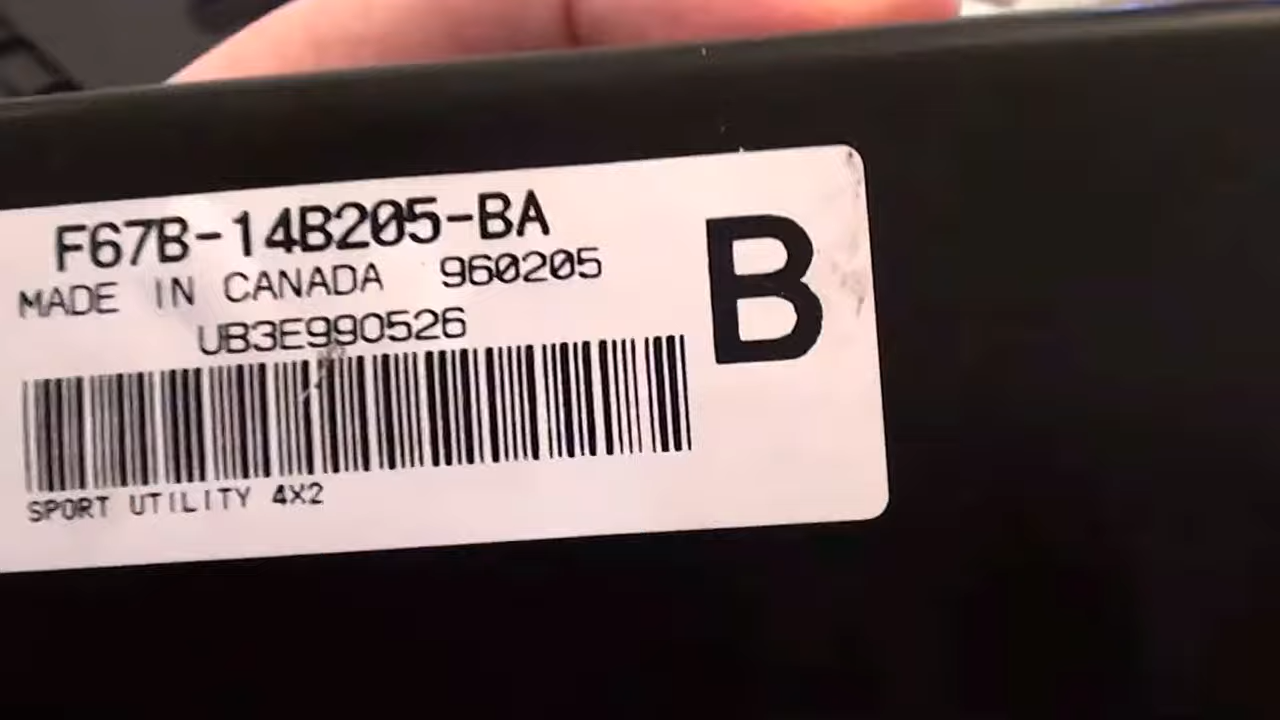 F67B-14B205-BA
MADE IN CANADA 960205
UB3E990526
B
SPORT UTILITY 4X2